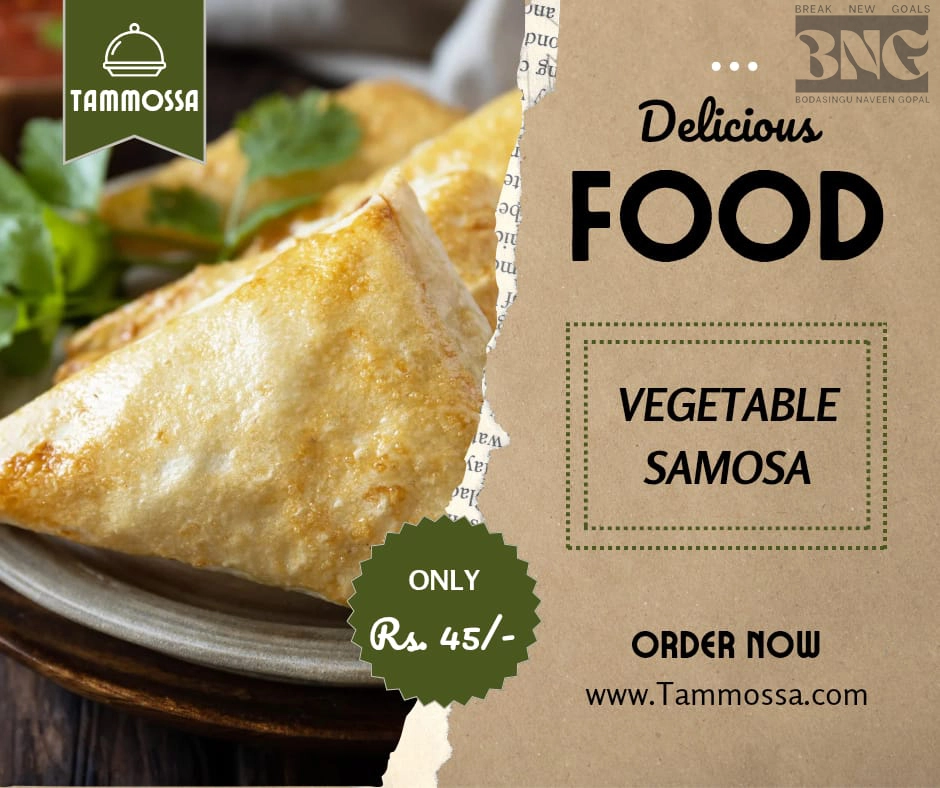 BREAK NEW GOALS
BNG
BODASINGU NAVEEN GOPAL
TAMMOSSA
Delicious
FOOD
VEGETABLE
SAMOSA
ONLY
Rs. 45/-
ORDER NOW
www.Tammossa.com